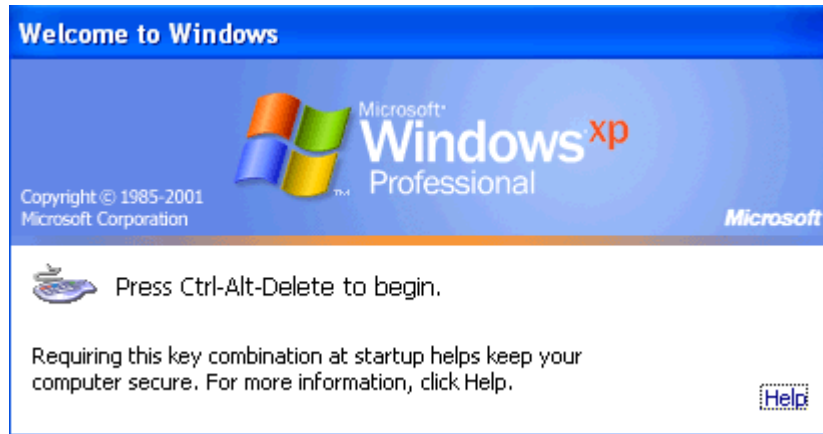 Welcome to Windows
Microsoft®
Windows xp
Professional
TM
Copyright © 1985-2001
Microsoft Corporation
Microsoft
Press Ctrl-Alt-Delete to begin.
Requiring this key combination at startup helps keep your
computer secure. For more information, click Help.
Help